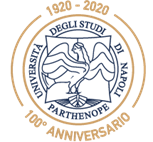 1920 - 2020
UNIVERSITÀ DEGLI STUDI DI NAPOLI
PARTHENOPE
100° ANNIVERSARIO